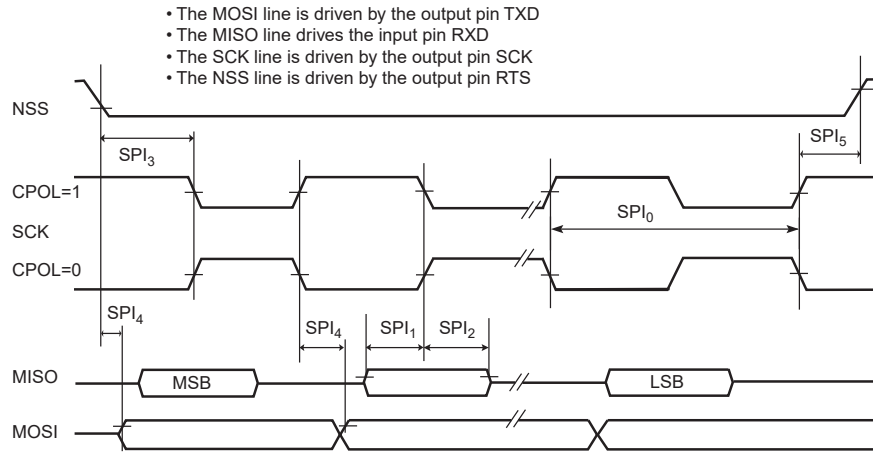 • The MOSI line is driven by the output pin TXD
• The MISO line drives the input pin RXD
• The SCK line is driven by the output pin SCK
• The NSS line is driven by the output pin RTS
NSS
SPI3
SPI5
CPOL=1
SCK
SPI0
CPOL=0
SPI4
SPI4
SPI1
SPI2
MISO
MSB
LSB
MOSI